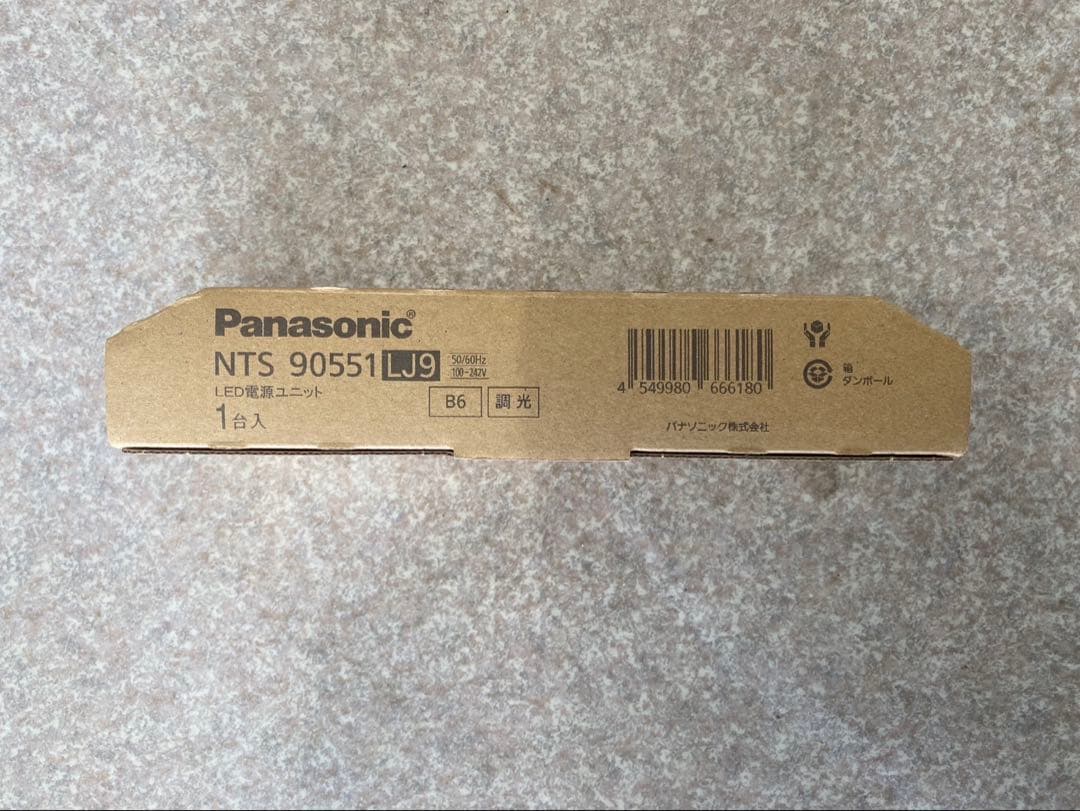 Panasonic®
NTS 90551 LJ9 50/60Hz
100-242V
LED電源ユニット
B6 調光
1台入
4 549980 666180
パナソニック株式会社
箱
ダンボール